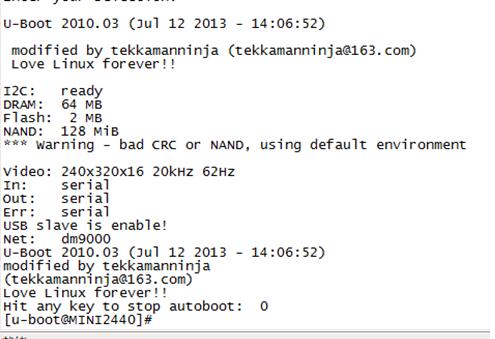 U-Boot 2010.03 (Jul 12 2013 - 14:06:52)
modified by tekkamanninja (tekkamanninja@163.com)
Love Linux forever!!
I2C:   ready
DRAM:  64 MB
Flash:  2 MB
NAND:  128 MiB
*** Warning - bad CRC or NAND, using default environment
Video: 240x320x16 20kHz 62Hz
In:    serial
Out:   serial
Err:   serial
USB slave is enable!
Net:   dm9000
U-Boot 2010.03 (Jul 12 2013 - 14:06:52)
modified by tekkamanninja
(tekkamanninja@163.com)
Love Linux forever!!
Hit any key to stop autoboot:  0
[u-boot@MINI2440]#